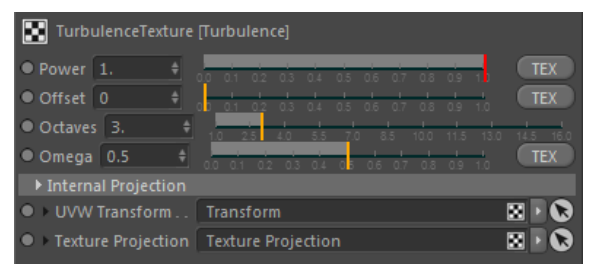 TurbulenceTexture [Turbulence]
Power 1. TEX
0.0 0.1 0.2 0.3 0.4 0.5 0.6 0.7 0.8 0.9 1.0
Offset 0 TEX
0.0 0.1 0.2 0.3 0.4 0.5 0.6 0.7 0.8 0.9 1.0
Octaves 3.
1.0 2.5 4.0 5.5 7.0 8.5 10.0 11.5 13.0 14.5 16.0
Omega 0.5 TEX
0.0 0.1 0.2 0.3 0.4 0.5 0.6 0.7 0.8 0.9 1.0
Internal Projection
UVW Transform . . Transform
Texture Projection Texture Projection